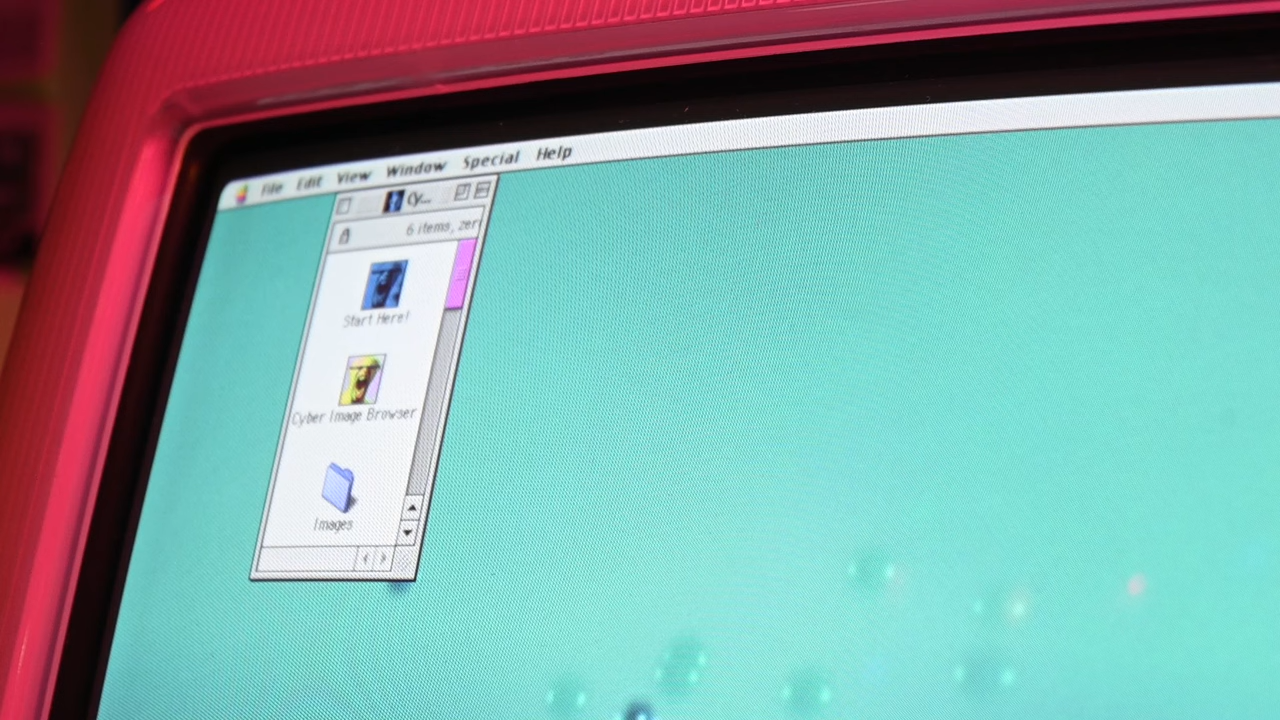 File Edit View Window Special Help
Cy...
6 items, zer
Start Here!
Cyber Image Browser
Images